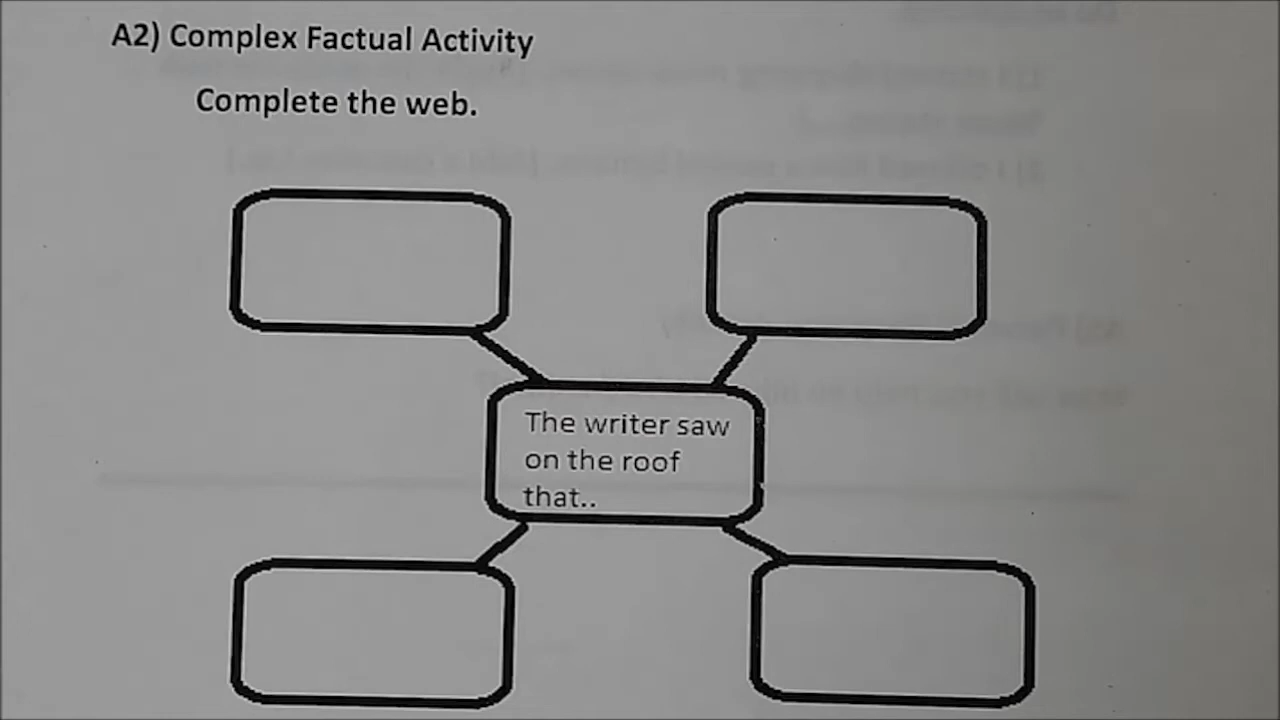 A2) Complex Factual Activity
Complete the web.
The writer saw
on the roof
that..